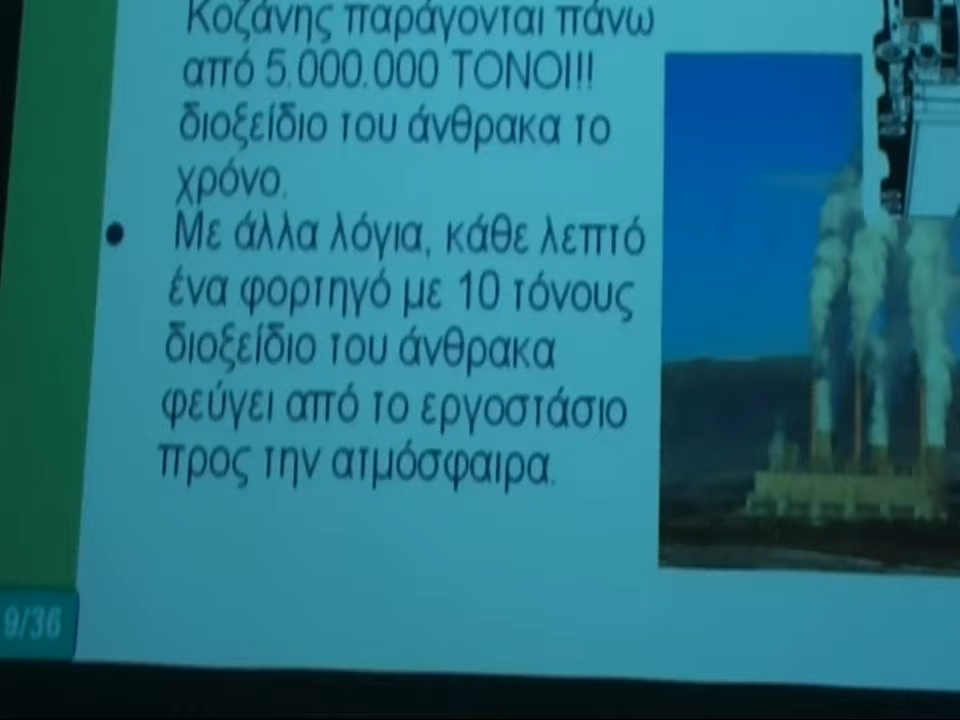 Κοζάνης παράγονται πάνω
από 5.000.000 ΤΟΝΟΙ!!
διοξείδιο του άνθρακα το
χρόνο.
• Με άλλα λόγια, κάθε λεπτό
ένα φορτηγό με 10 τόνους
διοξείδιο του άνθρακα
φεύγει από το εργοστάσιο
προς την ατμόσφαιρα.
9/36